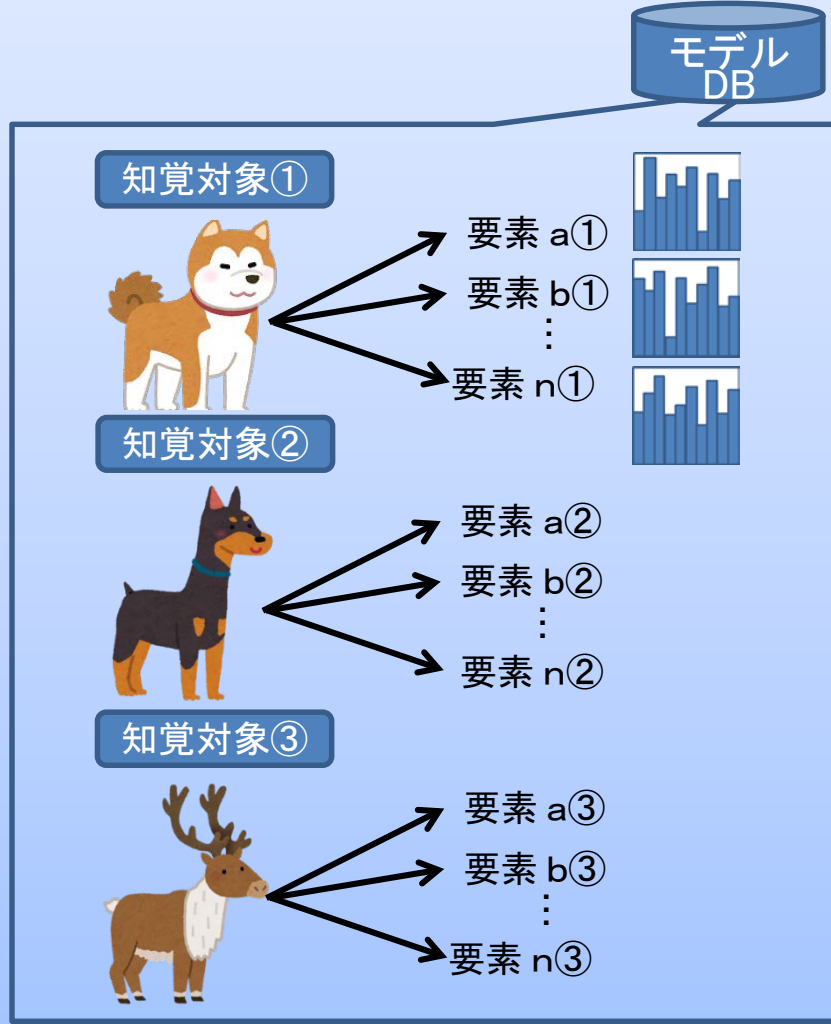 モデル
DB
知覚対象①
要素 a①
要素 b①
⋮
要素 n①
知覚対象②
要素 a②
要素 b②
⋮
要素 n②
知覚対象③
要素 a③
要素 b③
⋮
要素 n③